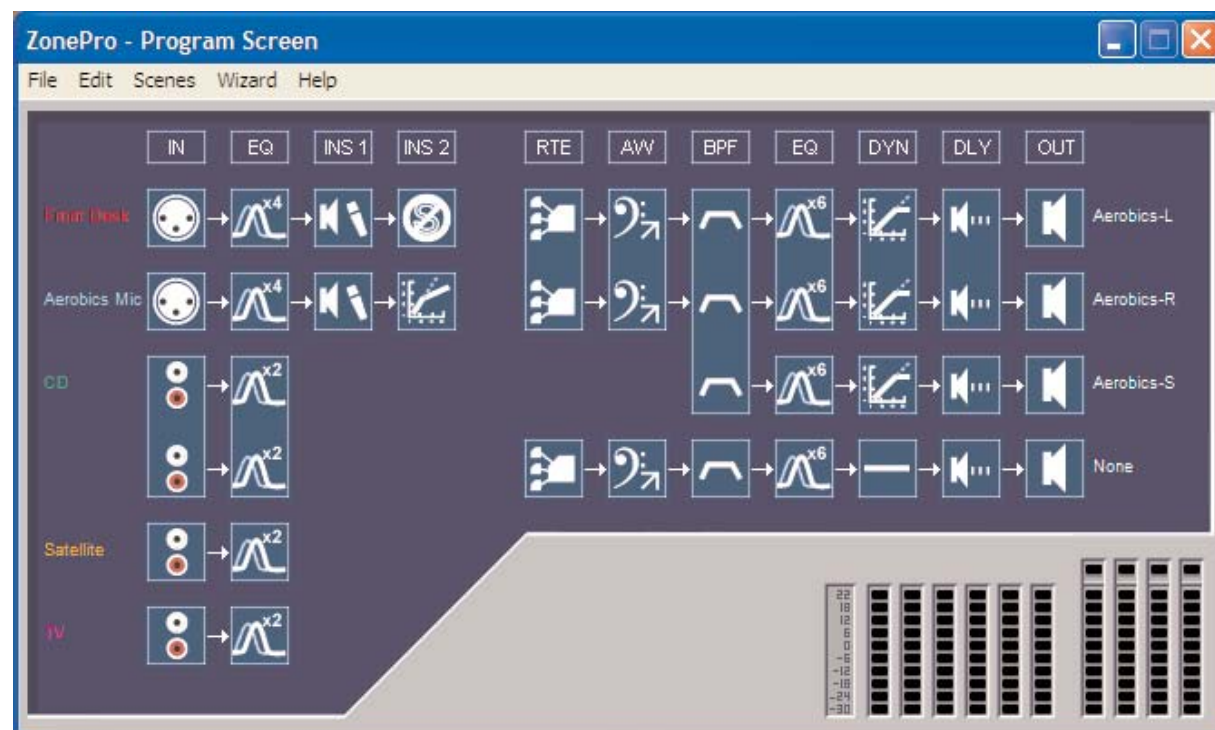 ZonePro - Program Screen
File Edit Scenes Wizard Help
IN EQ INS 1 INS 2 RTE AW BPF EQ DYN DLY OUT
Front Desk x4 x6 Aerobics-L
Aerobics Mic x4 x6 Aerobics-R
CD x2 x6 Aerobics-S
x2 x6 None
Satellite x2
TV x2
22
18
12
6
0
-6
-12
-18
-24
-30